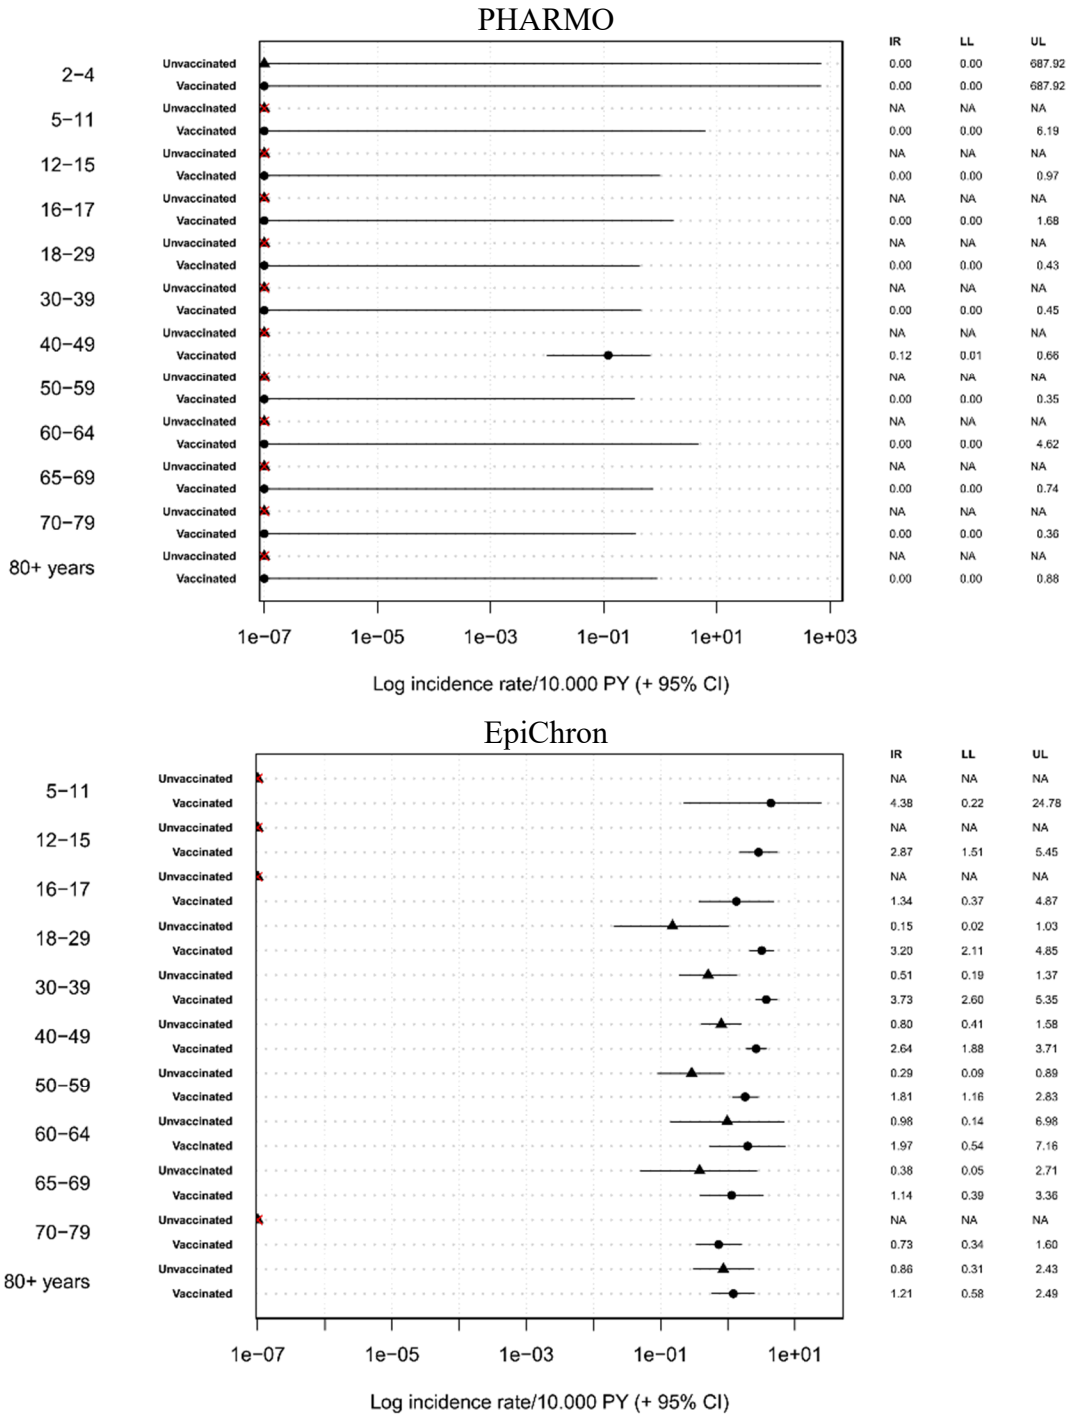 PHARMO
IR LL UL
2−4
Unvaccinated 0.00 0.00 687.92
Vaccinated 0.00 0.00 687.92
5−11
Unvaccinated NA NA NA
Vaccinated 0.00 0.00 6.19
12−15
Unvaccinated NA NA NA
Vaccinated 0.00 0.00 0.97
16−17
Unvaccinated NA NA NA
Vaccinated 0.00 0.00 1.68
18−29
Unvaccinated NA NA NA
Vaccinated 0.00 0.00 0.43
30−39
Unvaccinated NA NA NA
Vaccinated 0.00 0.00 0.45
40−49
Unvaccinated NA NA NA
Vaccinated 0.12 0.01 0.66
50−59
Unvaccinated NA NA NA
Vaccinated 0.00 0.00 0.35
60−64
Unvaccinated NA NA NA
Vaccinated 0.00 0.00 4.62
65−69
Unvaccinated NA NA NA
Vaccinated 0.00 0.00 0.74
70−79
Unvaccinated NA NA NA
Vaccinated 0.00 0.00 0.36
80+ years
Unvaccinated NA NA NA
Vaccinated 0.00 0.00 0.88
1e−07 1e−05 1e−03 1e−01 1e+01 1e+03
Log incidence rate/10.000 PY (+ 95% CI)
EpiChron
IR LL UL
5−11
Unvaccinated NA NA NA
Vaccinated 4.38 0.22 24.78
12−15
Unvaccinated NA NA NA
Vaccinated 2.87 1.51 5.45
16−17
Unvaccinated NA NA NA
Vaccinated 1.34 0.37 4.87
18−29
Unvaccinated 0.15 0.02 1.03
Vaccinated 3.20 2.11 4.85
30−39
Unvaccinated 0.51 0.19 1.37
Vaccinated 3.73 2.60 5.35
40−49
Unvaccinated 0.80 0.41 1.58
Vaccinated 2.64 1.88 3.71
50−59
Unvaccinated 0.29 0.09 0.89
Vaccinated 1.81 1.16 2.83
60−64
Unvaccinated 0.98 0.14 6.98
Vaccinated 1.97 0.54 7.16
65−69
Unvaccinated 0.38 0.05 2.71
Vaccinated 1.14 0.39 3.36
70−79
Unvaccinated NA NA NA
Vaccinated 0.73 0.34 1.60
80+ years
Unvaccinated 0.86 0.31 2.43
Vaccinated 1.21 0.58 2.49
1e−07 1e−05 1e−03 1e−01 1e+01
Log incidence rate/10.000 PY (+ 95% CI)